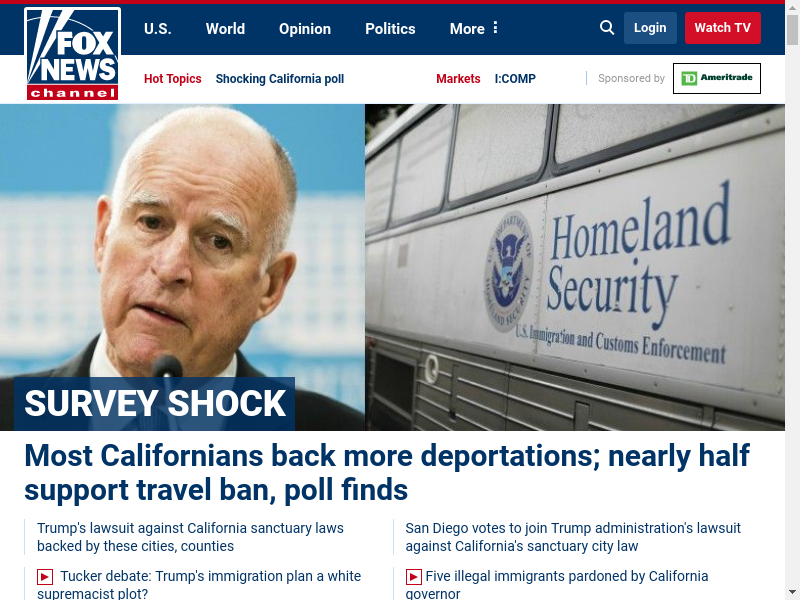 FOX
NEWS
channel
U.S. World Opinion Politics More
Login
Watch TV
Hot Topics Shocking California poll
Markets I:COMP
Sponsored by
TD Ameritrade
U.S. DEPARTMENT OF
HOMELAND SECURITY
Homeland
Security
U.S. Immigration and Customs Enforcement
SURVEY SHOCK
Most Californians back more deportations; nearly half
support travel ban, poll finds
Trump's lawsuit against California sanctuary laws
backed by these cities, counties
San Diego votes to join Trump administration's lawsuit
against California's sanctuary city law
Tucker debate: Trump's immigration plan a white
supremacist plot?
Five illegal immigrants pardoned by California
governor